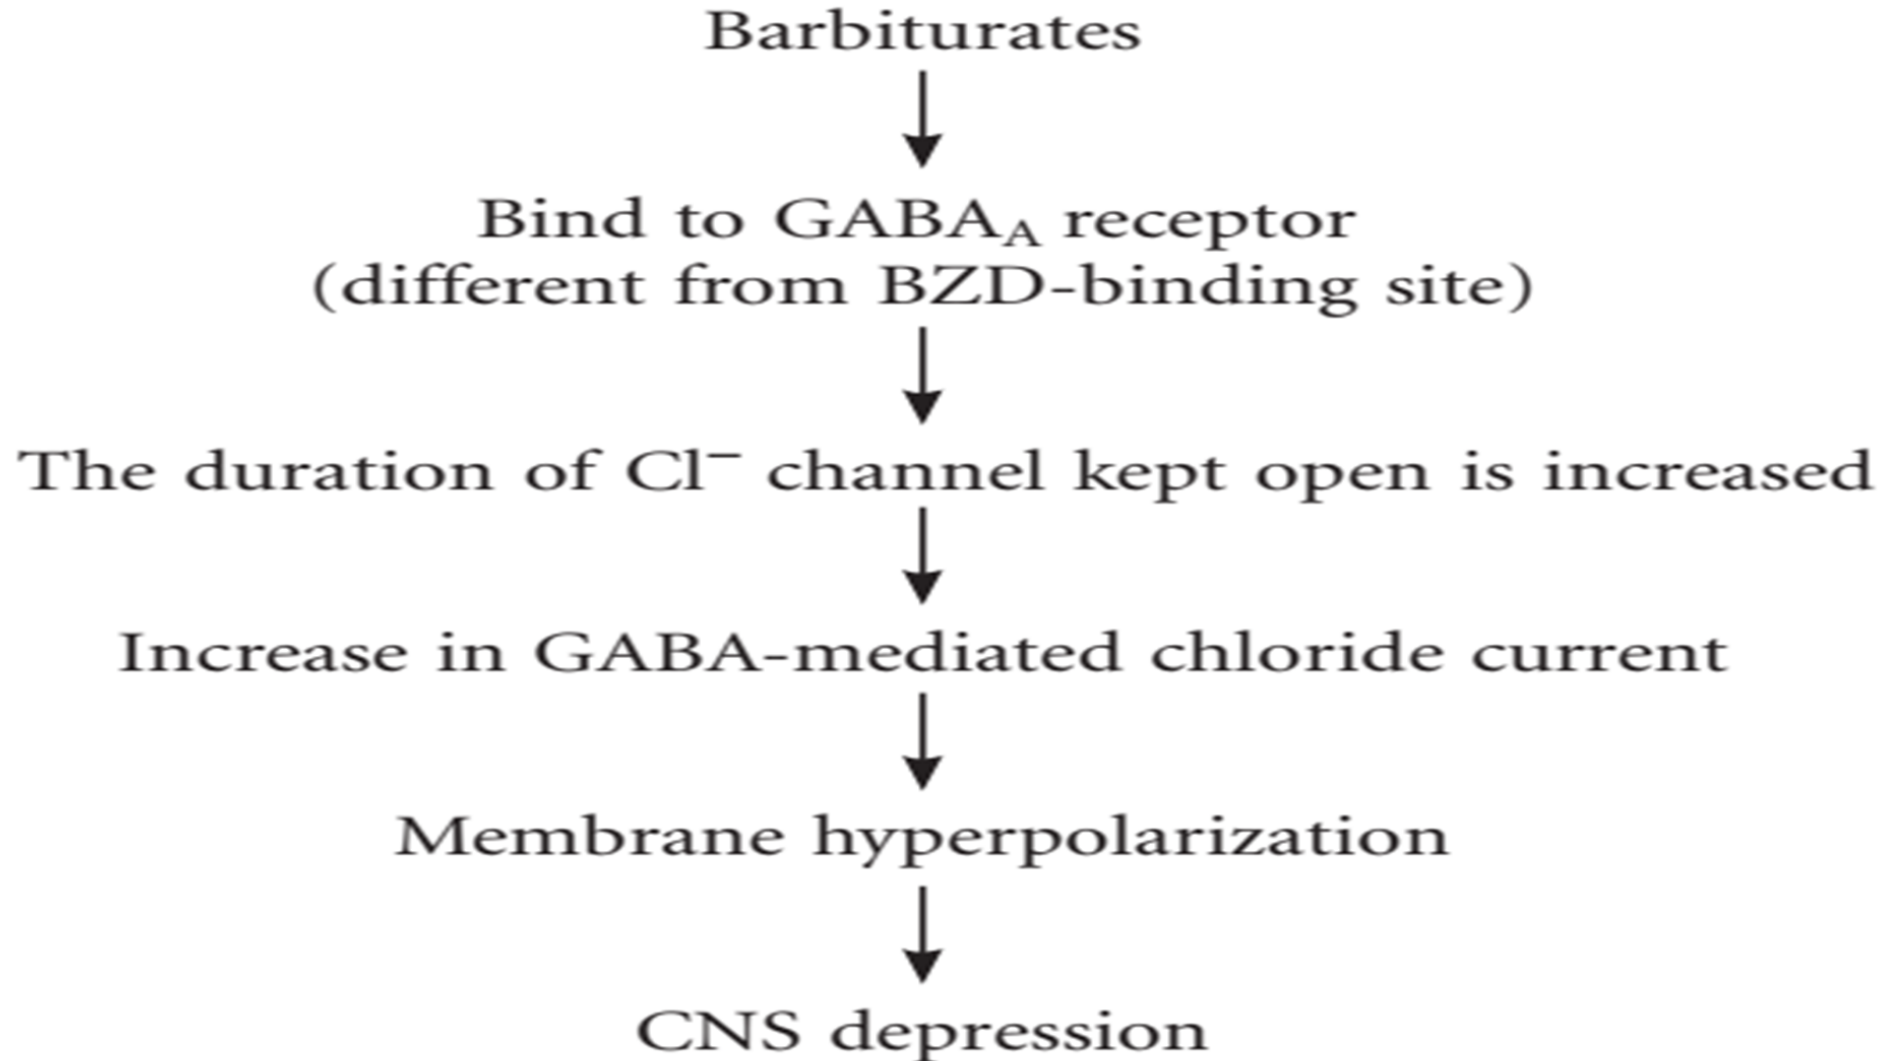 Barbiturates
Bind to GABA_A receptor
(different from BZD-binding site)
The duration of Cl⁻ channel kept open is increased
Increase in GABA-mediated chloride current
Membrane hyperpolarization
CNS depression